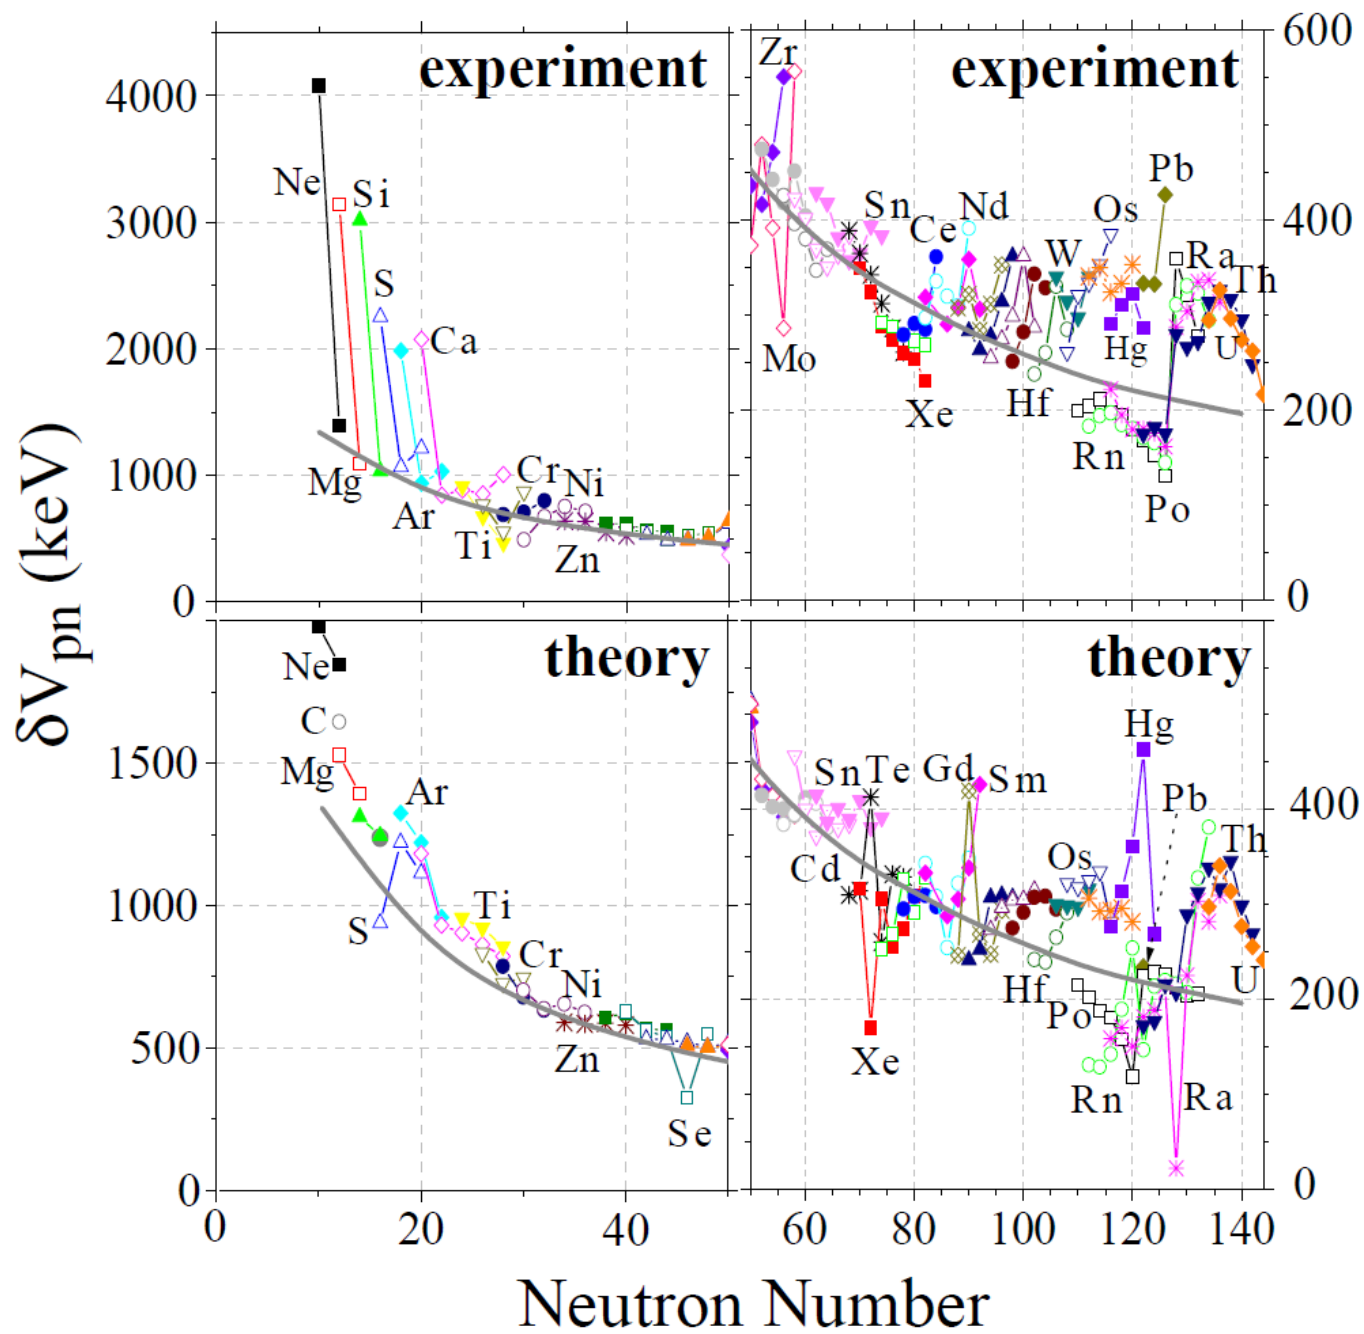 experiment
experiment
600
4000
Zr
Ne
Si
Pb
Sn
Nd
Os
3000
Ce
400
S
W
Ra
Th
Ca
2000
Mo
Hg
U
Xe
Hf
200
Mg
Cr
Ni
1000
Ar
Rn
Ti
Zn
Po
0
0
δVpn (keV)
theory
theory
Ne
Hg
C
Sn
Te
Gd
Sm
Pb
1500
Mg
Ar
400
Th
Cd
Os
1000
S
Ti
Cr
Ni
Hf
Po
U
200
500
Zn
Xe
Rn
Ra
Se
0
0
0
20
40
60
80
100
120
140
Neutron Number